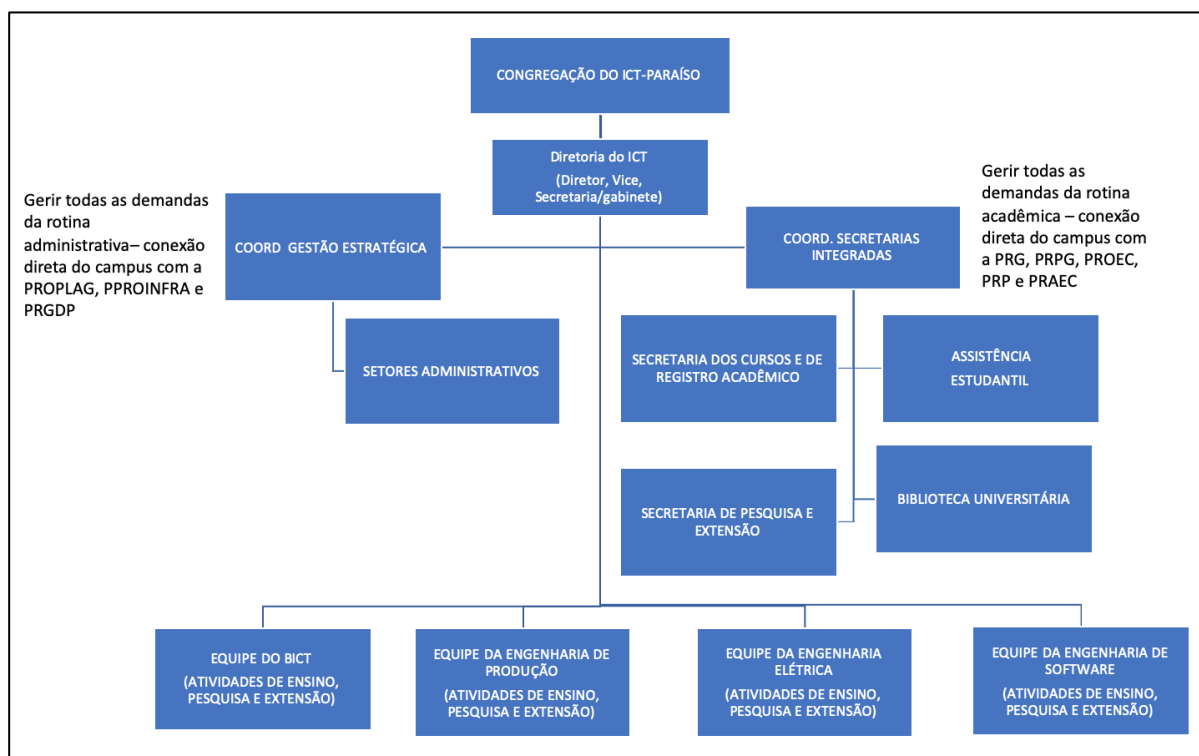 CONGREGAÇÃO DO ICT-PARAÍSO
Diretoria do ICT
(Diretor, Vice,
Secretaria/gabinete)
Gerir todas as demandas
da rotina
administrativa– conexão
direta do campus com a
PROPLAG, PPROINFRA e
PRGDP
COORD  GESTÃO ESTRATÉGICA
COORD. SECRETARIAS
INTEGRADAS
Gerir todas as
demandas da rotina
acadêmica – conexão
direta do campus com
a PRG, PRPG, PROEC,
PRP e PRAEC
SETORES ADMINISTRATIVOS
SECRETARIA DOS CURSOS E DE
REGISTRO ACADÊMICO
ASSISTÊNCIA
ESTUDANTIL
SECRETARIA DE PESQUISA E
EXTENSÃO
BIBLIOTECA UNIVERSITÁRIA
EQUIPE DO BICT
(ATIVIDADES DE ENSINO,
PESQUISA E EXTENSÃO)
EQUIPE DA ENGENHARIA DE
PRODUÇÃO
(ATIVIDADES DE ENSINO,
PESQUISA E EXTENSÃO)
EQUIPE DA ENGENHARIA
ELÉTRICA
(ATIVIDADES DE ENSINO,
PESQUISA E EXTENSÃO)
EQUIPE DA ENGENHARIA DE
SOFTWARE
(ATIVIDADES DE ENSINO,
PESQUISA E EXTENSÃO)